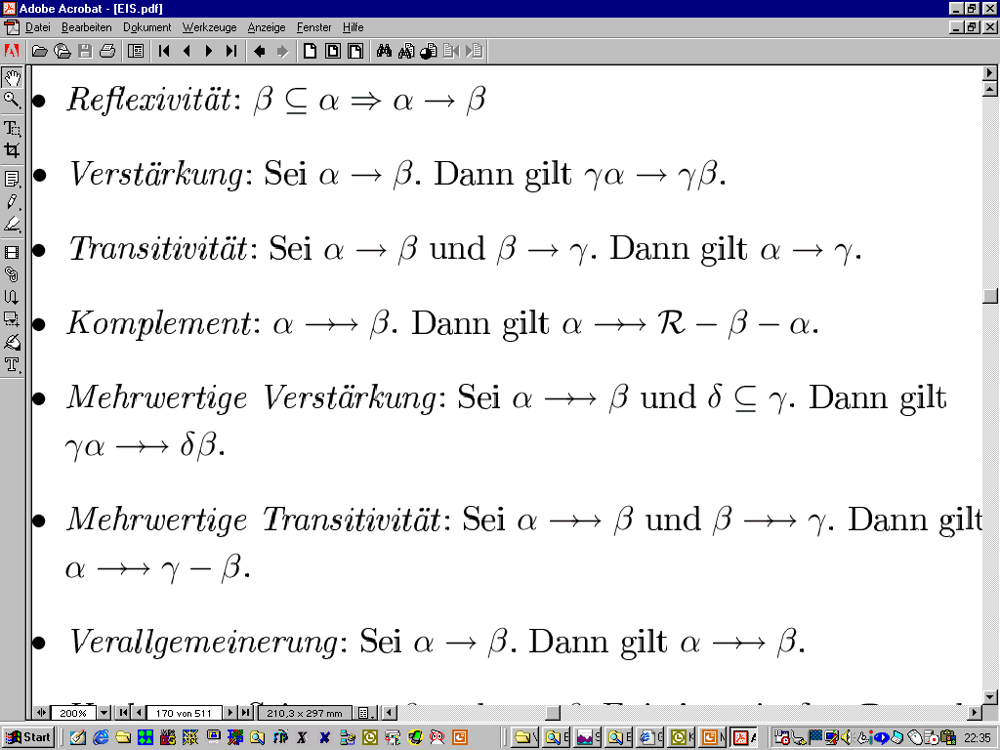 Adobe Acrobat - [EIS.pdf]
Datei Bearbeiten Dokument Werkzeuge Anzeige Fenster Hilfe
• Reflexivität: β ⊆ α ⇒ α → β
• Verstärkung: Sei α → β. Dann gilt γα → γβ.
• Transitivität: Sei α → β und β → γ. Dann gilt α → γ.
• Komplement: α →→ β. Dann gilt α →→ R − β − α.
• Mehrwertige Verstärkung: Sei α →→ β und δ ⊆ γ. Dann gilt
γα →→ δβ.
• Mehrwertige Transitivität: Sei α →→ β und β →→ γ. Dann gilt
α →→ γ − β.
• Verallgemeinerung: Sei α → β. Dann gilt α →→ β.
200% 170 von 511 210,3 x 297 mm
Start 22:35